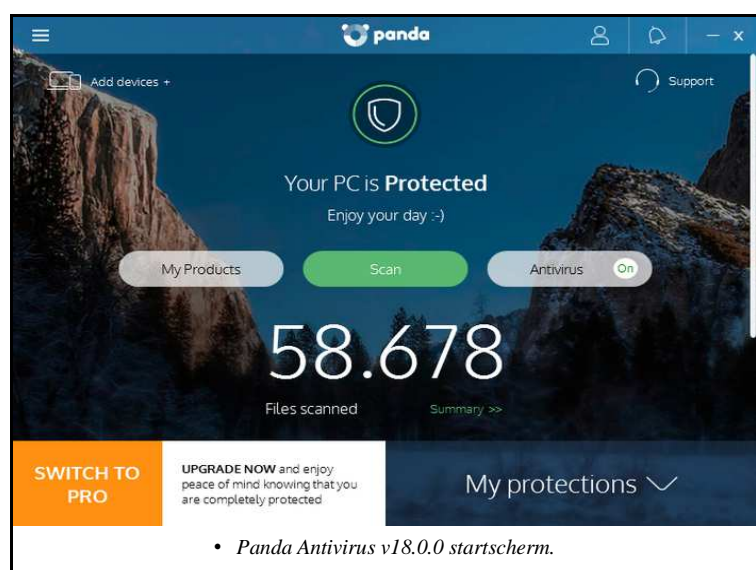 panda
Add devices +
Support
Your PC is Protected
Enjoy your day :-)
My Products
Scan
Antivirus
On
58.678
Files scanned
Summary >>
SWITCH TO
PRO
UPGRADE NOW and enjoy
peace of mind knowing that you
are completely protected
My protections
• Panda Antivirus v18.0.0 startscherm.